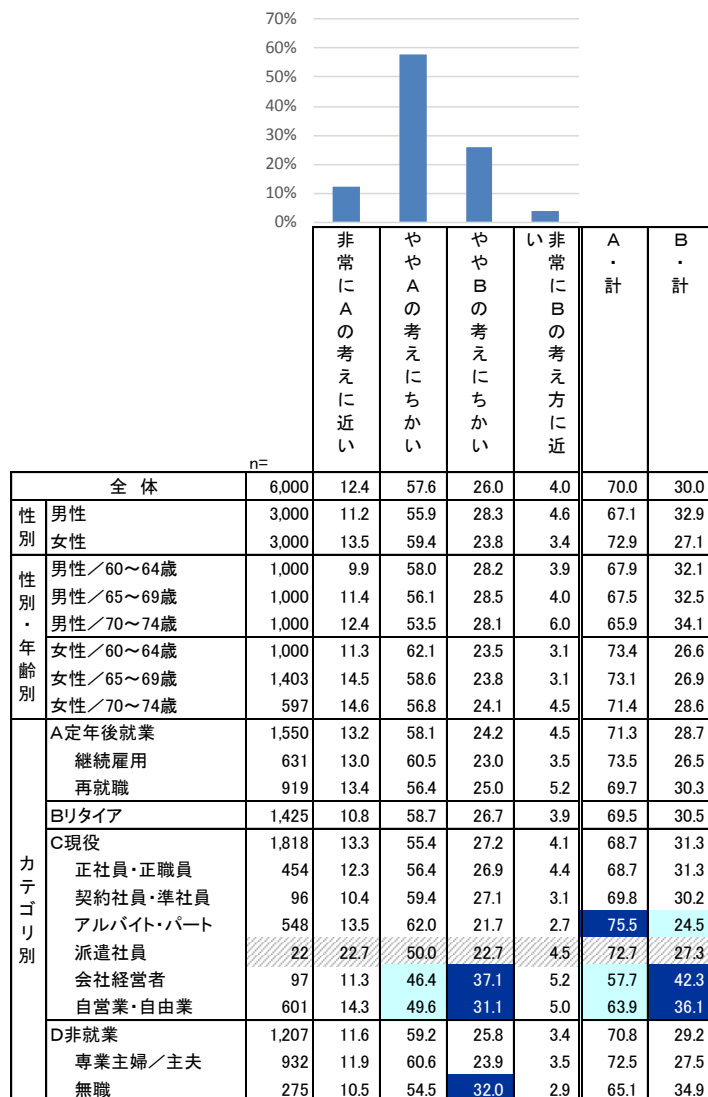 70%
60%
50%
40%
30%
20%
10%
0%
非常にAの考えに近い
ややAの考えにちかい
ややBの考えにちかい
非常にBの考え方に近い
A・計
B・計
n=
全 体 6,000 12.4 57.6 26.0 4.0 70.0 30.0
性別
男性 3,000 11.2 55.9 28.3 4.6 67.1 32.9
女性 3,000 13.5 59.4 23.8 3.4 72.9 27.1
性別・年齢別
男性/60~64歳 1,000 9.9 58.0 28.2 3.9 67.9 32.1
男性/65~69歳 1,000 11.4 56.1 28.5 4.0 67.5 32.5
男性/70~74歳 1,000 12.4 53.5 28.1 6.0 65.9 34.1
女性/60~64歳 1,000 11.3 62.1 23.5 3.1 73.4 26.6
女性/65~69歳 1,403 14.5 58.6 23.8 3.1 73.1 26.9
女性/70~74歳 597 14.6 56.8 24.1 4.5 71.4 28.6
カテゴリ別
A定年後就業 1,550 13.2 58.1 24.2 4.5 71.3 28.7
継続雇用 631 13.0 60.5 23.0 3.5 73.5 26.5
再就職 919 13.4 56.4 25.0 5.2 69.7 30.3
Bリタイア 1,425 10.8 58.7 26.7 3.9 69.5 30.5
C現役 1,818 13.3 55.4 27.2 4.1 68.7 31.3
正社員・正職員 454 12.3 56.4 26.9 4.4 68.7 31.3
契約社員・準社員 96 10.4 59.4 27.1 3.1 69.8 30.2
アルバイト・パート 548 13.5 62.0 21.7 2.7 75.5 24.5
派遣社員 22 22.7 50.0 22.7 4.5 72.7 27.3
会社経営者 97 11.3 46.4 37.1 5.2 57.7 42.3
自営業・自由業 601 14.3 49.6 31.1 5.0 63.9 36.1
D非就業 1,207 11.6 59.2 25.8 3.4 70.8 29.2
専業主婦/主夫 932 11.9 60.6 23.9 3.5 72.5 27.5
無職 275 10.5 54.5 32.0 2.9 65.1 34.9